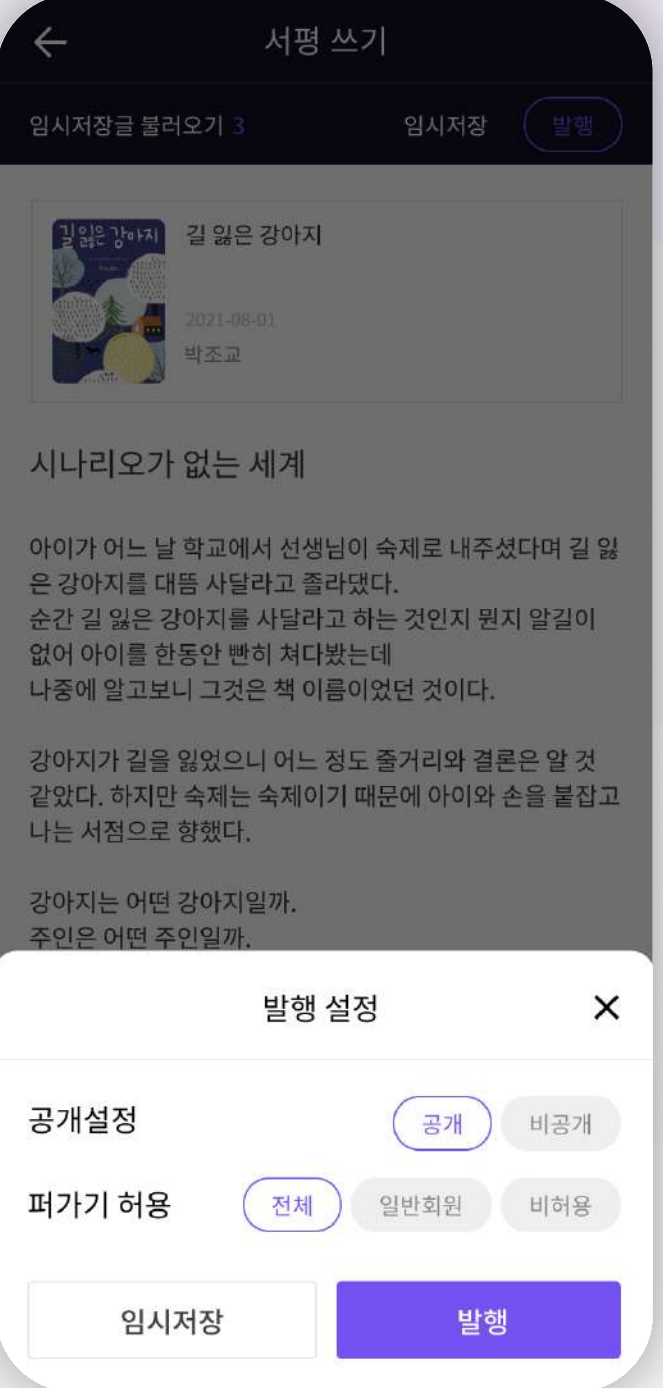 서평 쓰기
임시저장글 불러오기 3 임시저장 발행
길 잃은 강아지
길 잃은 강아지
2021-08-01
박조교
시나리오가 없는 세계
아이가 어느 날 학교에서 선생님이 숙제로 내주셨다며 길 잃
은 강아지를 대뜸 사달라고 졸라댔다.
순간 길 잃은 강아지를 사달라고 하는 것인지 뭔지 알길이
없어 아이를 한동안 빤히 쳐다봤는데
나중에 알고보니 그것은 책 이름이었던 것이다.
강아지가 길을 잃었으니 어느 정도 줄거리와 결론은 알 것
같았다. 하지만 숙제는 숙제이기 때문에 아이와 손을 붙잡고
나는 서점으로 향했다.
강아지는 어떤 강아지일까.
주인은 어떤 주인일까.
발행 설정
공개설정 공개 비공개
퍼가기 허용 전체 일반회원 비허용
임시저장 발행